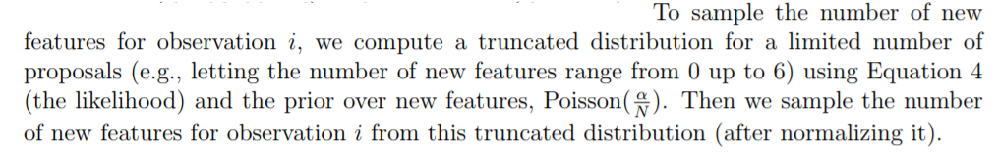 To sample the number of new
features for observation i, we compute a truncated distribution for a limited number of
proposals (e.g., letting the number of new features range from 0 up to 6) using Equation 4
(the likelihood) and the prior over new features, Poisson(α/N). Then we sample the number
of new features for observation i from this truncated distribution (after normalizing it).